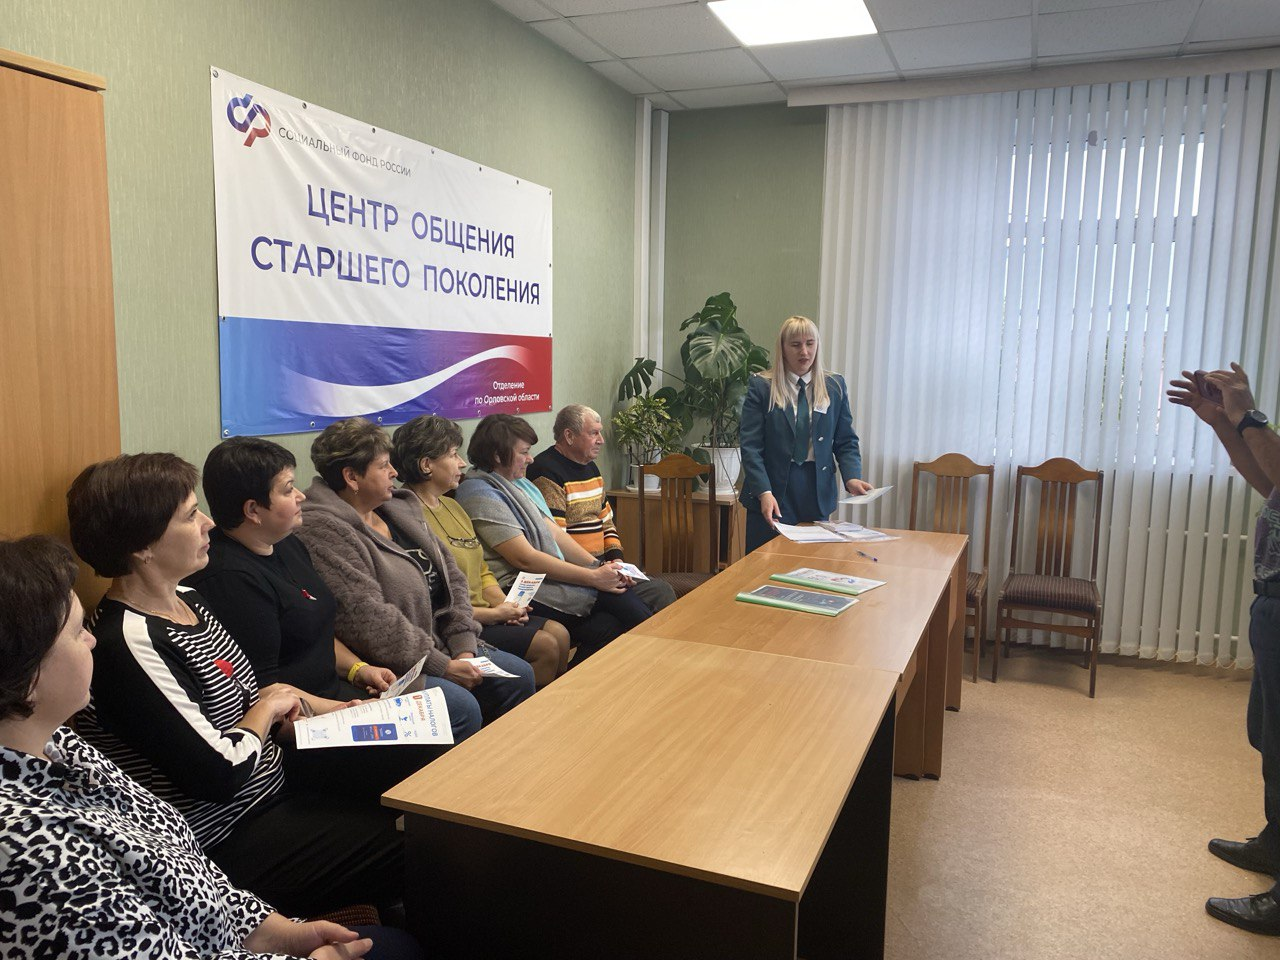 СОЦИАЛЬНЫЙ ФОНД РОССИИ
ЦЕНТР ОБЩЕНИЯ
СТАРШЕГО ПОКОЛЕНИЯ
Отделение
по Орловской области